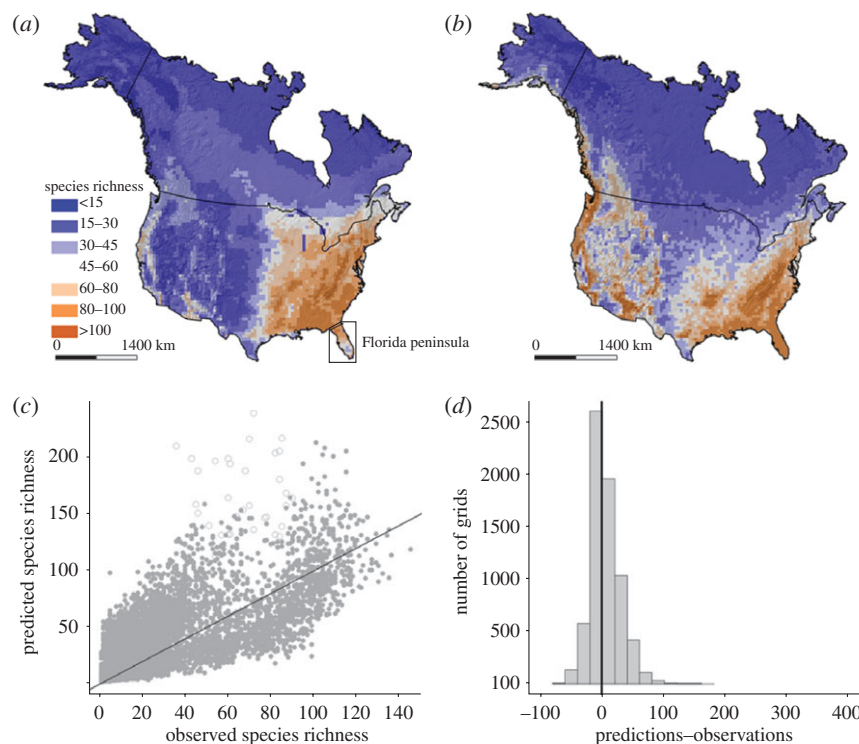 (a)
(b)
species richness
<15
15–30
30–45
45–60
60–80
80–100
>100
0 1400 km
Florida peninsula
0 1400 km
(c)
(d)
predicted species richness
200
150
100
50
0 20 40 60 80 100 120 140
observed species richness
number of grids
2500
2000
1500
1000
500
100
–100 0 100 200 300 400
predictions–observations